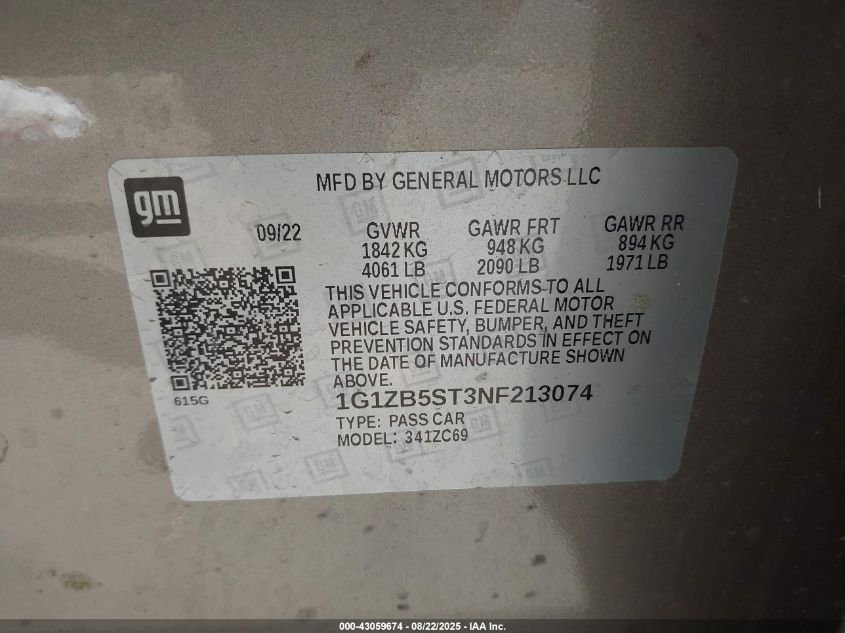 MFD BY GENERAL MOTORS LLC
gm
09/22
GVWR GAWR FRT GAWR RR
1842 KG 948 KG 894 KG
4061 LB 2090 LB 1971 LB
THIS VEHICLE CONFORMS TO ALL
APPLICABLE U.S. FEDERAL MOTOR
VEHICLE SAFETY, BUMPER, AND THEFT
PREVENTION STANDARDS IN EFFECT ON
THE DATE OF MANUFACTURE SHOWN
ABOVE.
615G
1G1ZB5ST3NF213074
TYPE: PASS CAR
MODEL: 341ZC69
000-43059674 - 08/22/2025 - IAA Inc.